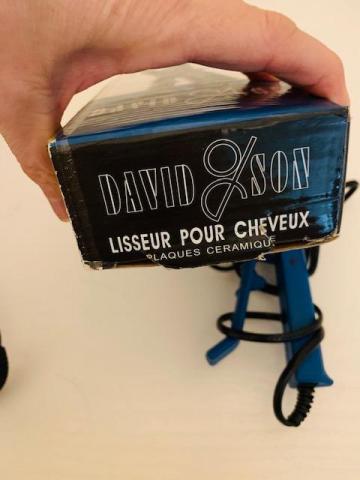 DAVID & SON
LISSEUR POUR CHEVEUX
PLAQUES CERAMIQUE